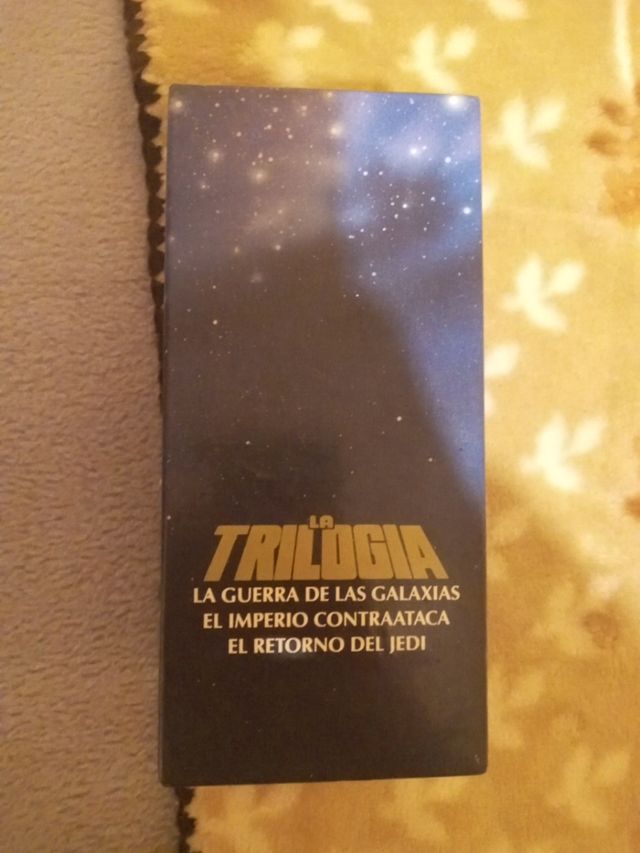 LA
TRILOGIA
LA GUERRA DE LAS GALAXIAS
EL IMPERIO CONTRAATACA
EL RETORNO DEL JEDI